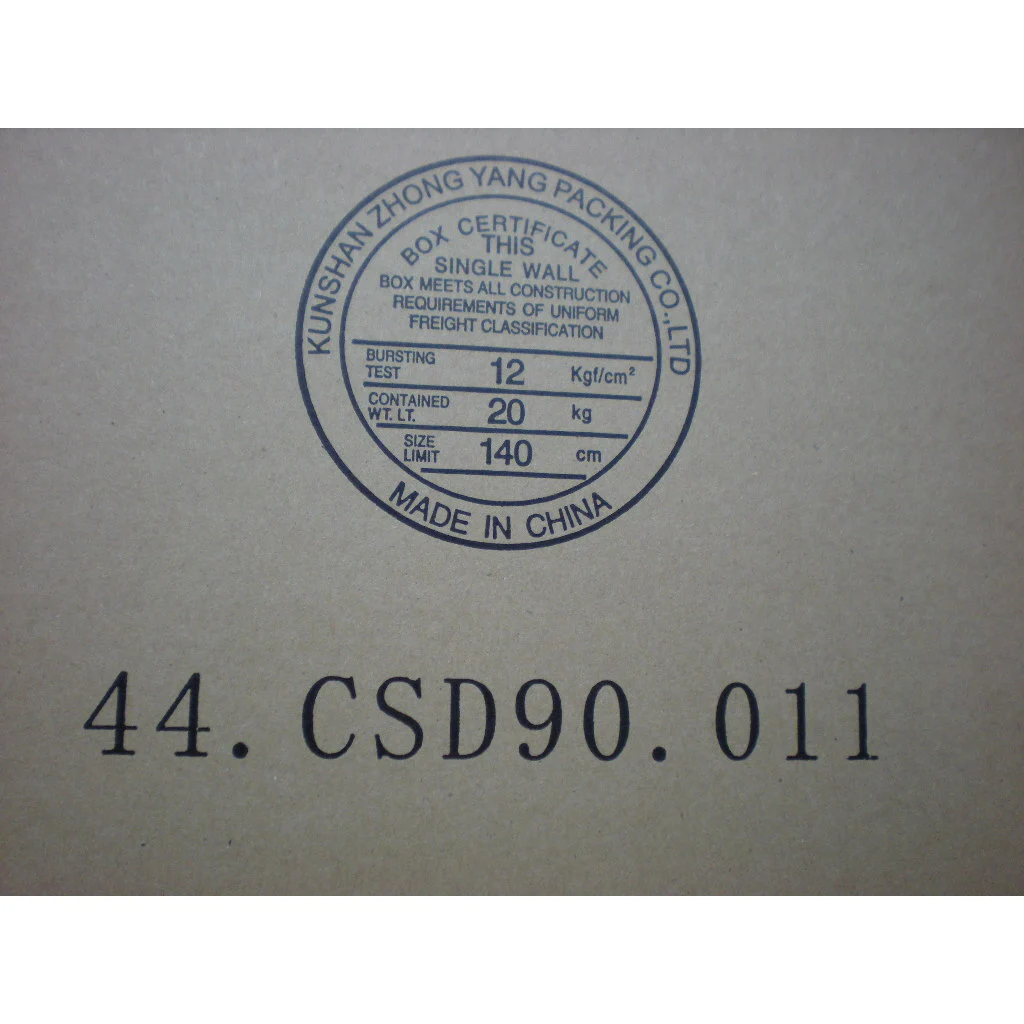 KUNSHAN ZHONG YANG PACKING CO.,LTD
BOX CERTIFICATE
THIS
SINGLE WALL
BOX MEETS ALL CONSTRUCTION
REQUIREMENTS OF UNIFORM
FREIGHT CLASSIFICATION
BURSTING
TEST
12 Kgf/cm²
CONTAINED
WT. LT.
20 kg
SIZE
LIMIT
140 cm
MADE IN CHINA
44.CSD90.011